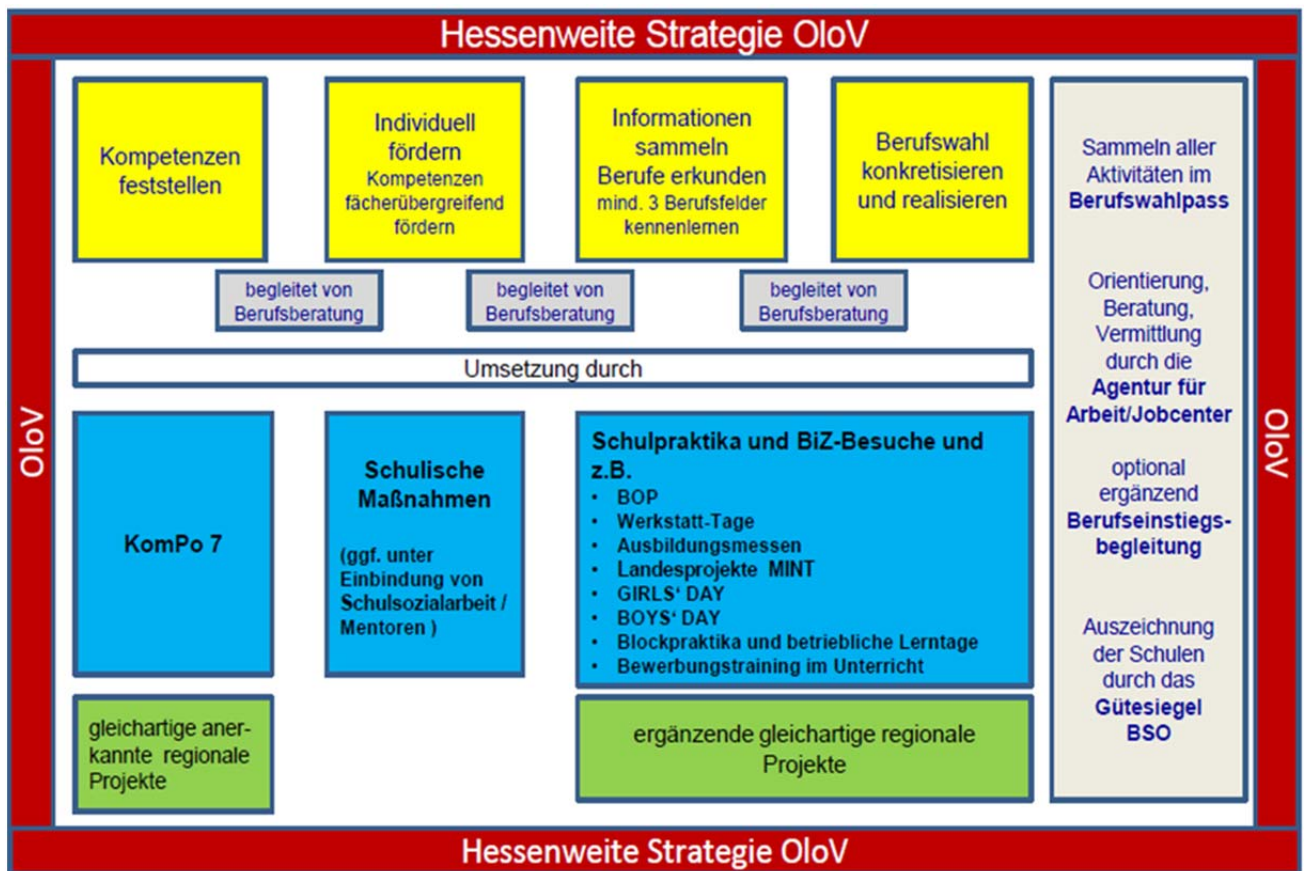 Hessenweite Strategie OloV
OloV
Kompetenzen
feststellen
Individuell
fördern
Kompetenzen
fächerübergreifend
fördern
Informationen
sammeln
Berufe erkunden
mind. 3 Berufsfelder
kennenlernen
Berufswahl
konkretisieren
und realisieren
begleitet von
Berufsberatung
begleitet von
Berufsberatung
begleitet von
Berufsberatung
Umsetzung durch
KomPo 7
Schulische
Maßnahmen
(ggf. unter
Einbindung von
Schulsozialarbeit /
Mentoren )
Schulpraktika und BiZ-Besuche und
z.B.
• BOP
• Werkstatt-Tage
• Ausbildungsmessen
• Landesprojekte MINT
• GIRLS‘ DAY
• BOYS‘ DAY
• Blockpraktika und betriebliche Lerntage
• Bewerbungstraining im Unterricht
gleichartige aner-
kannte regionale
Projekte
ergänzende gleichartige regionale
Projekte
Sammeln aller
Aktivitäten im
Berufswahlpass
Orientierung,
Beratung,
Vermittlung
durch die
Agentur für
Arbeit/Jobcenter
optional
ergänzend
Berufseinstiegs-
begleitung
Auszeichnung
der Schulen
durch das
Gütesiegel
BSO
OloV
Hessenweite Strategie OloV